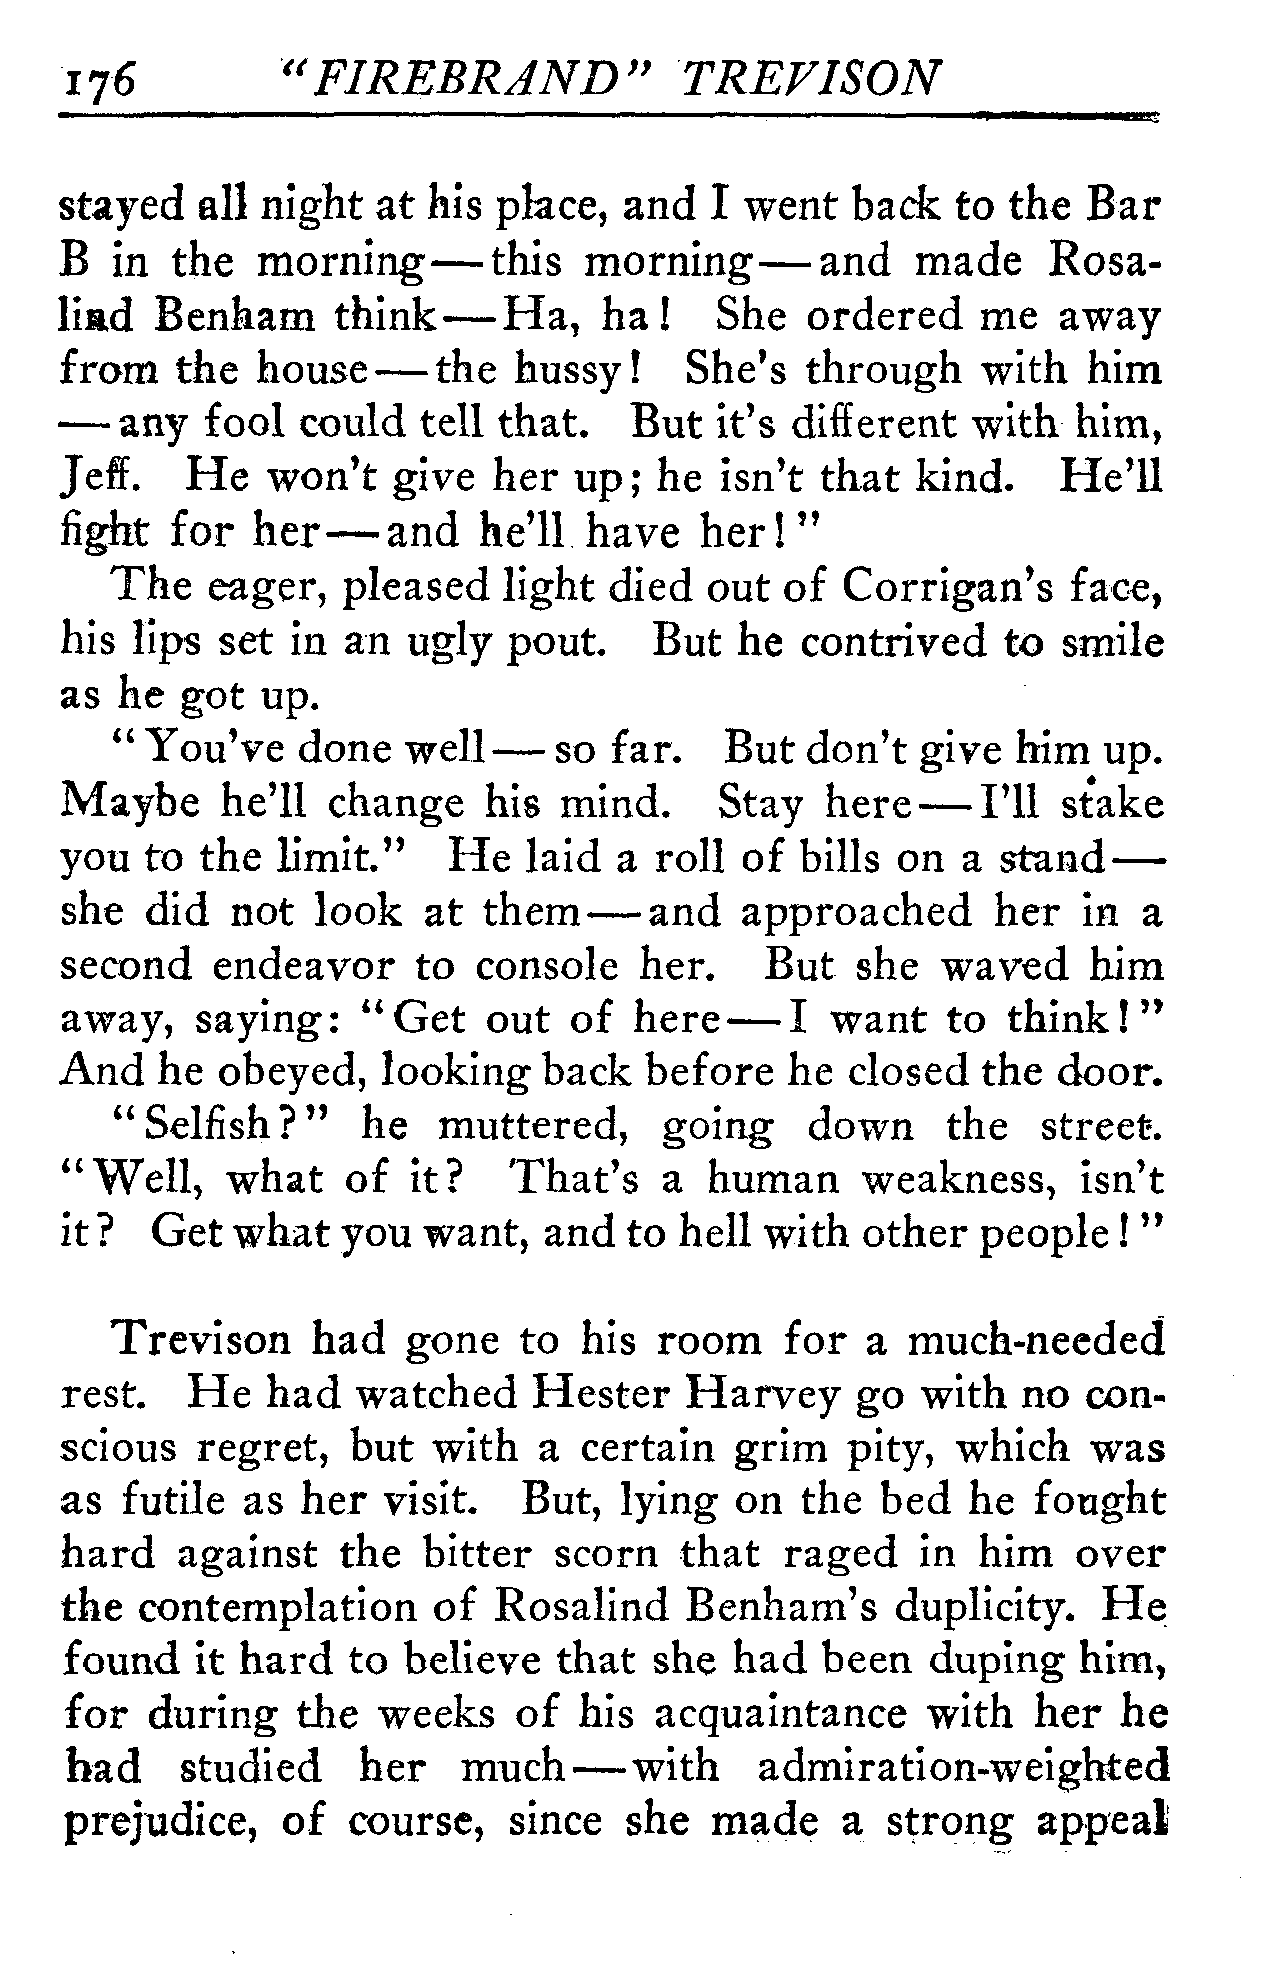 176 "FIREBRAND" TREVISON
stayed all night at his place, and I went back to the Bar
B in the morning—this morning—and made Rosa-
lind Benham think—Ha, ha! She ordered me away
from the house—the hussy! She's through with him
—any fool could tell that. But it's different with him,
Jeff. He won't give her up; he isn't that kind. He'll
fight for her—and he'll have her!"
The eager, pleased light died out of Corrigan's face,
his lips set in an ugly pout. But he contrived to smile
as he got up.
"You've done well—so far. But don't give him up.
Maybe he'll change his mind. Stay here—I'll stake
you to the limit." He laid a roll of bills on a stand—
she did not look at them—and approached her in a
second endeavor to console her. But she waved him
away, saying: "Get out of here—I want to think!"
And he obeyed, looking back before he closed the door.
"Selfish?" he muttered, going down the street.
"Well, what of it? That's a human weakness, isn't
it? Get what you want, and to hell with other people!"
Trevison had gone to his room for a much-needed
rest. He had watched Hester Harvey go with no con-
scious regret, but with a certain grim pity, which was
as futile as her visit. But, lying on the bed he fought
hard against the bitter scorn that raged in him over
the contemplation of Rosalind Benham's duplicity. He
found it hard to believe that she had been duping him,
for during the weeks of his acquaintance with her he
had studied her much—with admiration-weighted
prejudice, of course, since she made a strong appeal